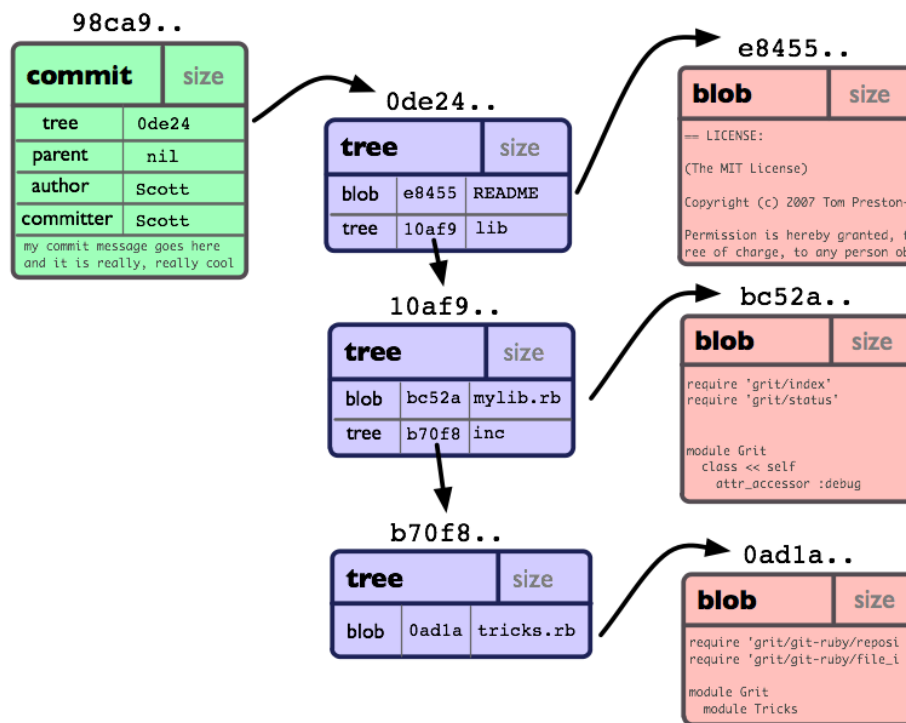 98ca9..
commit size
tree 0de24
parent nil
author Scott
committer Scott
my commit message goes here
and it is really, really cool
0de24..
tree size
blob e8455 README
tree 10af9 lib
10af9..
tree size
blob bc52a mylib.rb
tree b70f8 inc
b70f8..
tree size
blob 0ad1a tricks.rb
e8455..
blob size
== LICENSE:
(The MIT License)
Copyright (c) 2007 Tom Preston-
Permission is hereby granted, f
ree of charge, to any person ob
bc52a..
blob size
require 'grit/index'
require 'grit/status'
module Grit
class << self
attr_accessor :debug
0ad1a..
blob size
require 'grit/git-ruby/reposi
require 'grit/git-ruby/file_i
module Grit
module Tricks